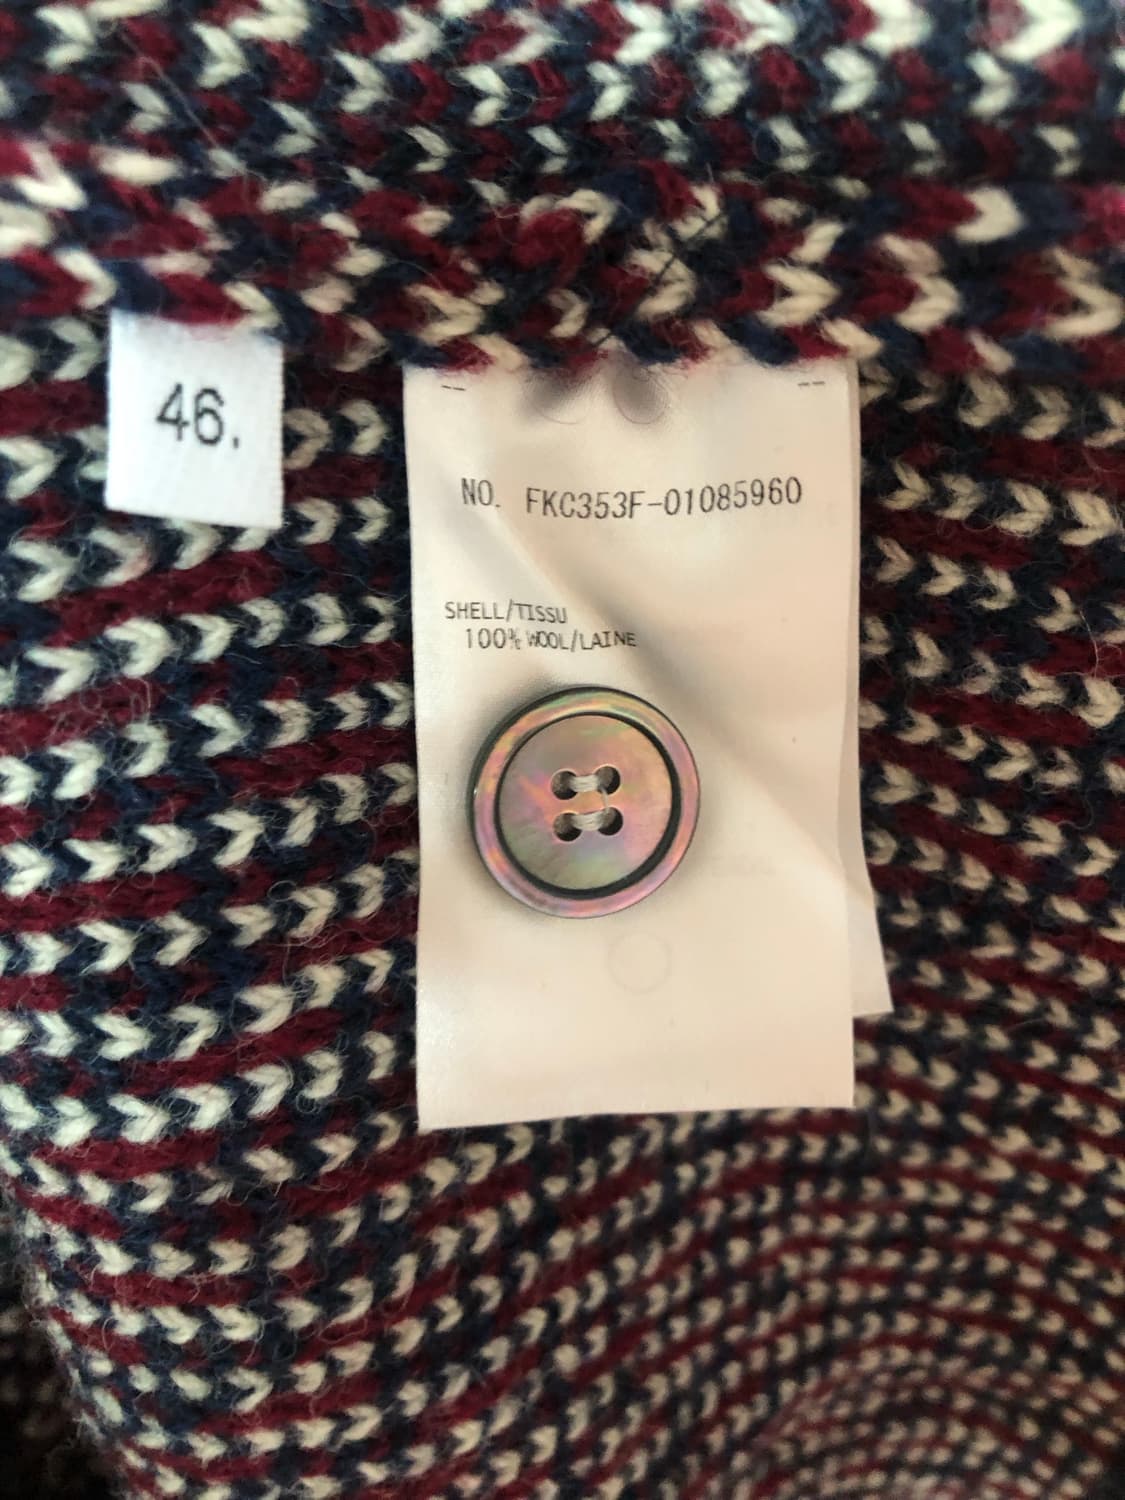 46.
NO. FKC353F-01085960
SHELL/TISSU
100% WOOL/LAINE